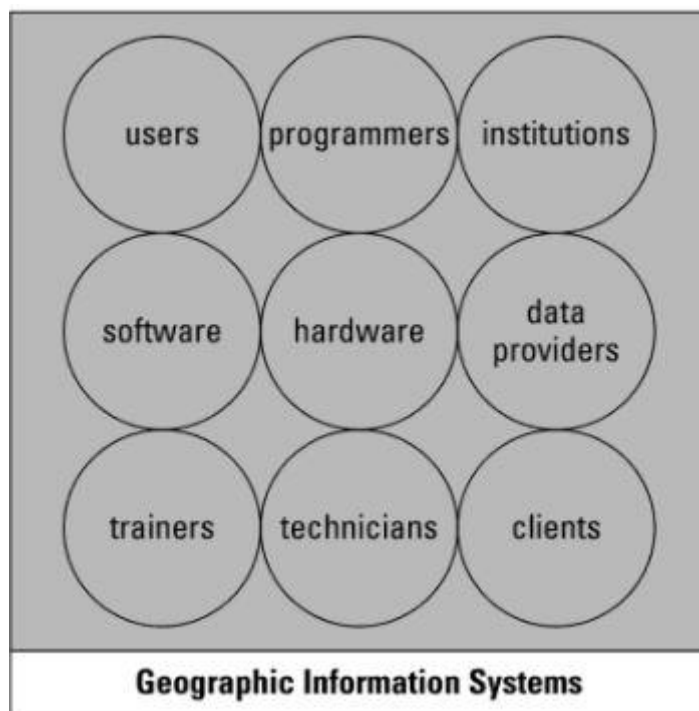 users
programmers
institutions
software
hardware
data
providers
trainers
technicians
clients
Geographic Information Systems